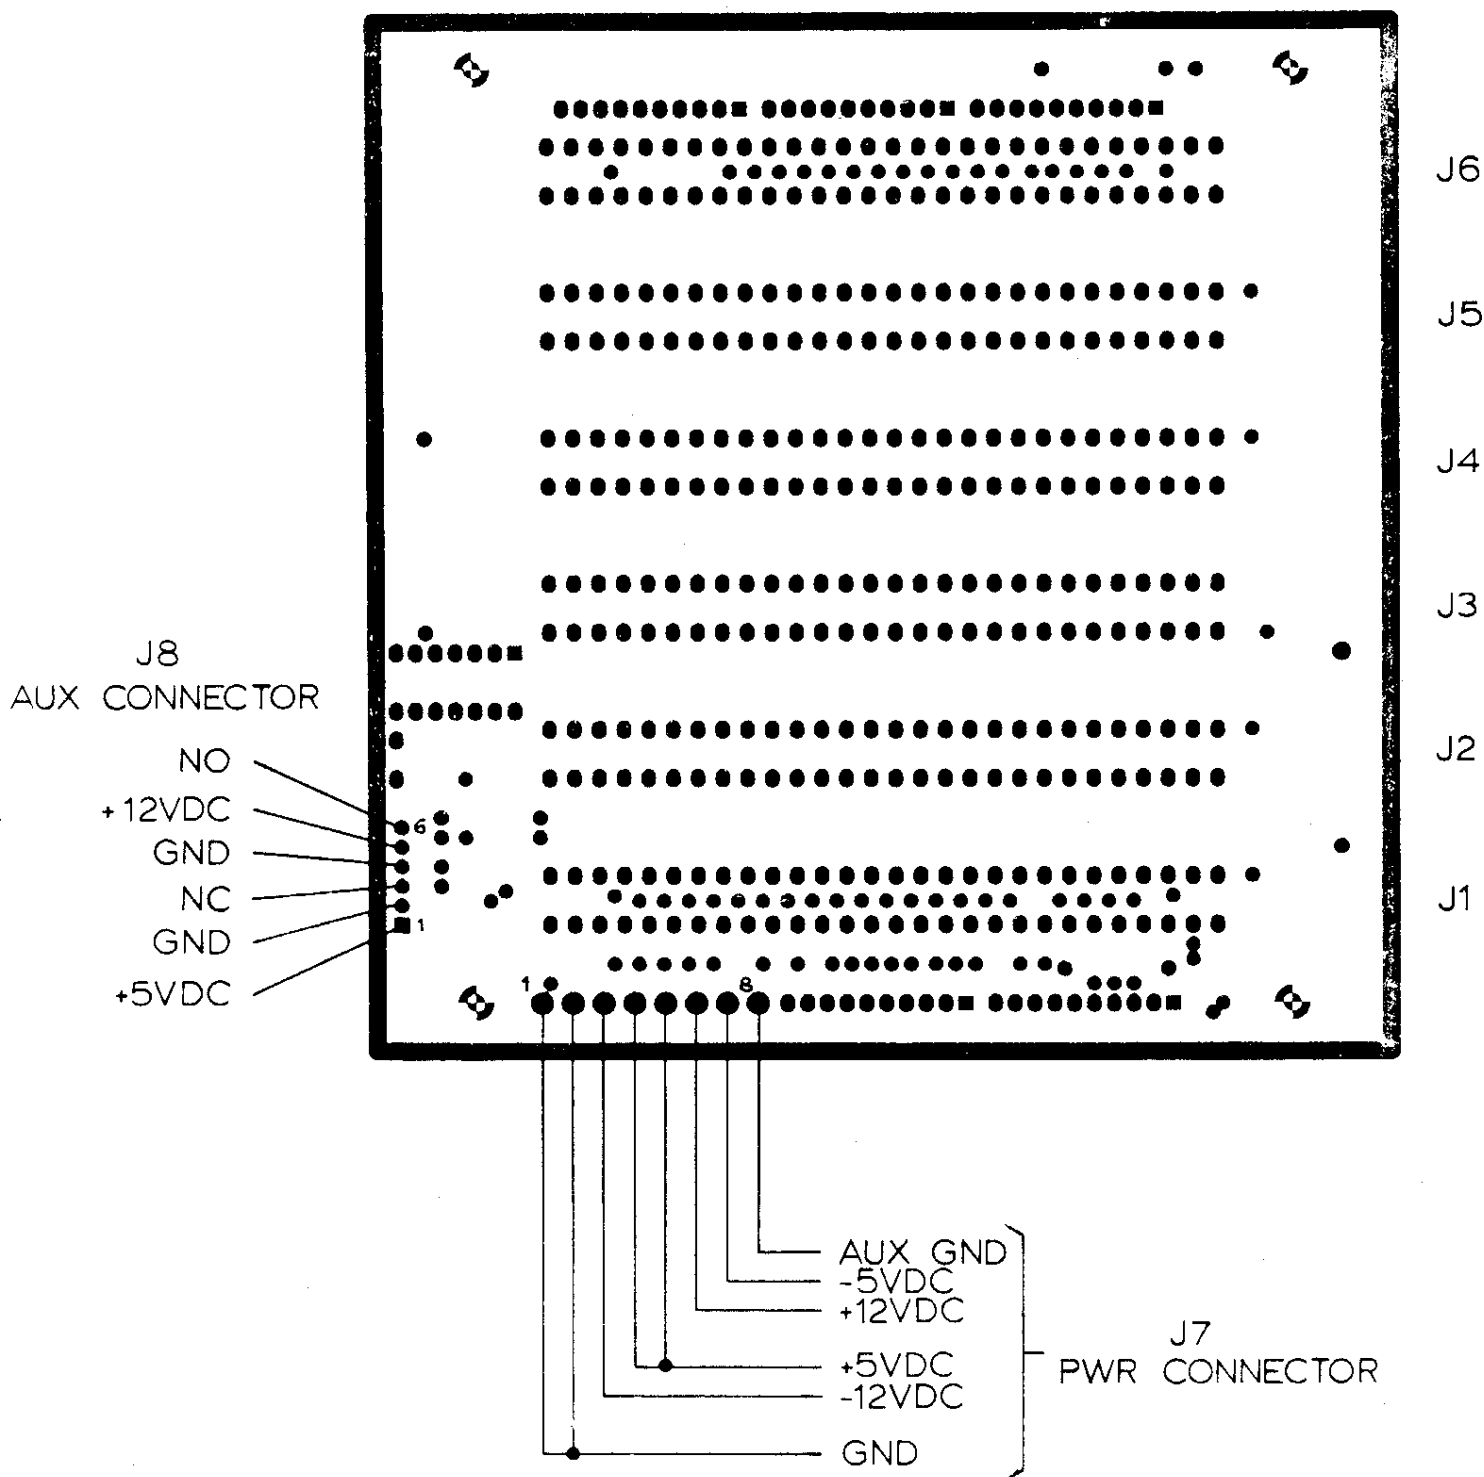 J6
J5
J4
J3
J8
AUX CONNECTOR
J2
NO
+12VDC
6
GND
NC
J1
GND
1
+5VDC
1
8
AUX GND
-5VDC
+12VDC
J7
+5VDC
PWR CONNECTOR
-12VDC
GND